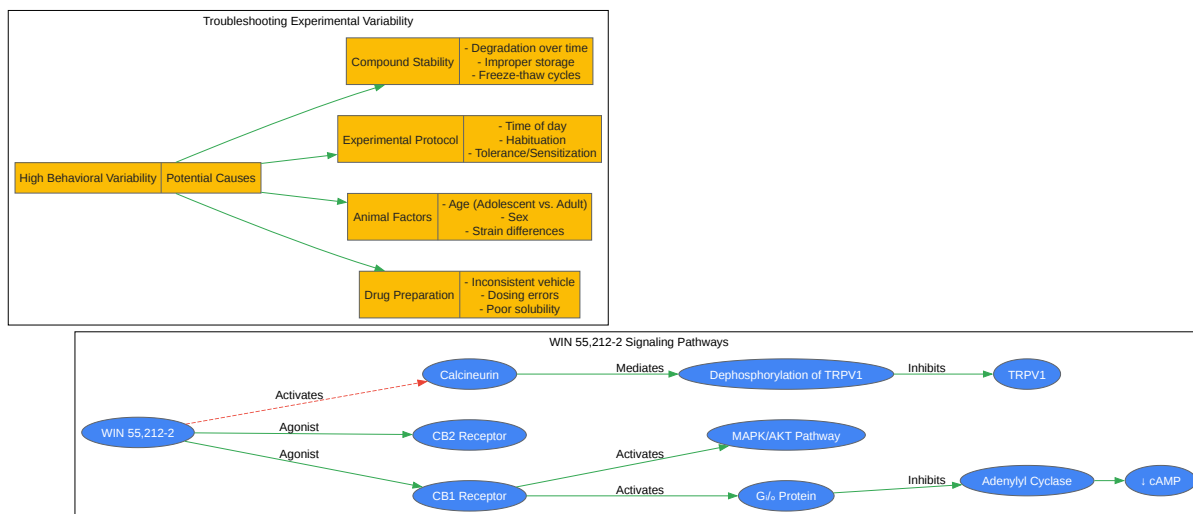 Troubleshooting Experimental Variability
Compound Stability
- Degradation over time
- Improper storage
- Freeze-thaw cycles
Experimental Protocol
- Time of day
- Habituation
- Tolerance/Sensitization
High Behavioral Variability
Potential Causes
Animal Factors
- Age (Adolescent vs. Adult)
- Sex
- Strain differences
Drug Preparation
- Inconsistent vehicle
- Dosing errors
- Poor solubility
WIN 55,212-2 Signaling Pathways
WIN 55,212-2
Activates
Calcineurin
Mediates
Dephosphorylation of TRPV1
Inhibits
TRPV1
Agonist
CB2 Receptor
Agonist
CB1 Receptor
Activates
MAPK/AKT Pathway
Activates
Gᵢ/ₒ Protein
Inhibits
Adenylyl Cyclase
↓ cAMP